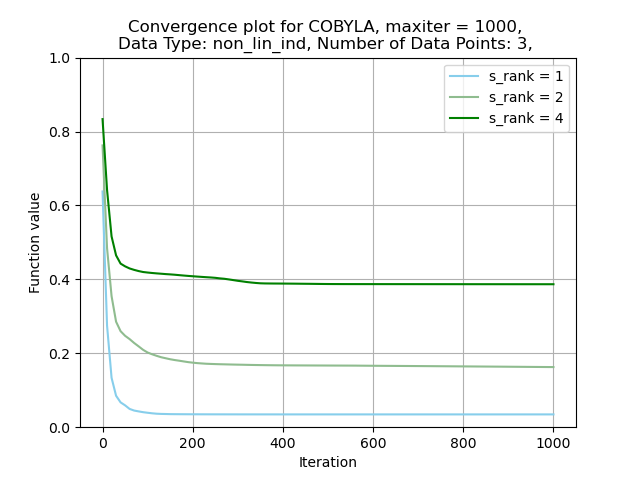 Convergence plot for COBYLA, maxiter = 1000,
Data Type: non_lin_ind, Number of Data Points: 3,
s_rank = 1
s_rank = 2
s_rank = 4
Function value
1.0
0.8
0.6
0.4
0.2
0.0
0 200 400 600 800 1000
Iteration